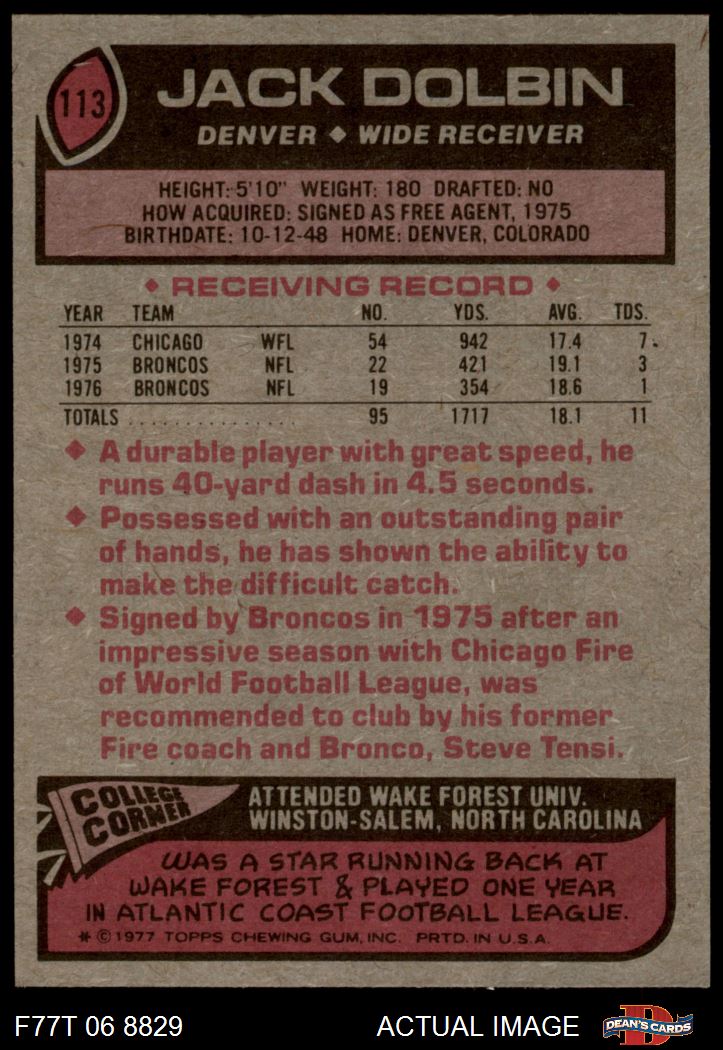 113
JACK DOLBIN
DENVER ◆ WIDE RECEIVER
HEIGHT: 5'10" WEIGHT: 180 DRAFTED: NO
HOW ACQUIRED: SIGNED AS FREE AGENT, 1975
BIRTHDATE: 10-12-48 HOME: DENVER, COLORADO
◆ RECEIVING RECORD ◆
YEAR TEAM NO. YDS. AVG. TDS.
1974 CHICAGO WFL 54 942 17.4 7
1975 BRONCOS NFL 22 421 19.1 3
1976 BRONCOS NFL 19 354 18.6 1
TOTALS . . . . . . . . . . . . . . . 95 1717 18.1 11
◆ A durable player with great speed, he
runs 40-yard dash in 4.5 seconds.
◆ Possessed with an outstanding pair
of hands, he has shown the ability to
make the difficult catch.
◆ Signed by Broncos in 1975 after an
impressive season with Chicago Fire
of World Football League, was
recommended to club by his former
Fire coach and Bronco, Steve Tensi.
COLLEGE
CORNER
ATTENDED WAKE FOREST UNIV.
WINSTON-SALEM, NORTH CAROLINA
WAS A STAR RUNNING BACK AT
WAKE FOREST & PLAYED ONE YEAR
IN ATLANTIC COAST FOOTBALL LEAGUE.
* © 1977 TOPPS CHEWING GUM, INC. PRTD. IN U.S.A.
F77T 06 8829 ACTUAL IMAGE
D
DEAN'S CARDS